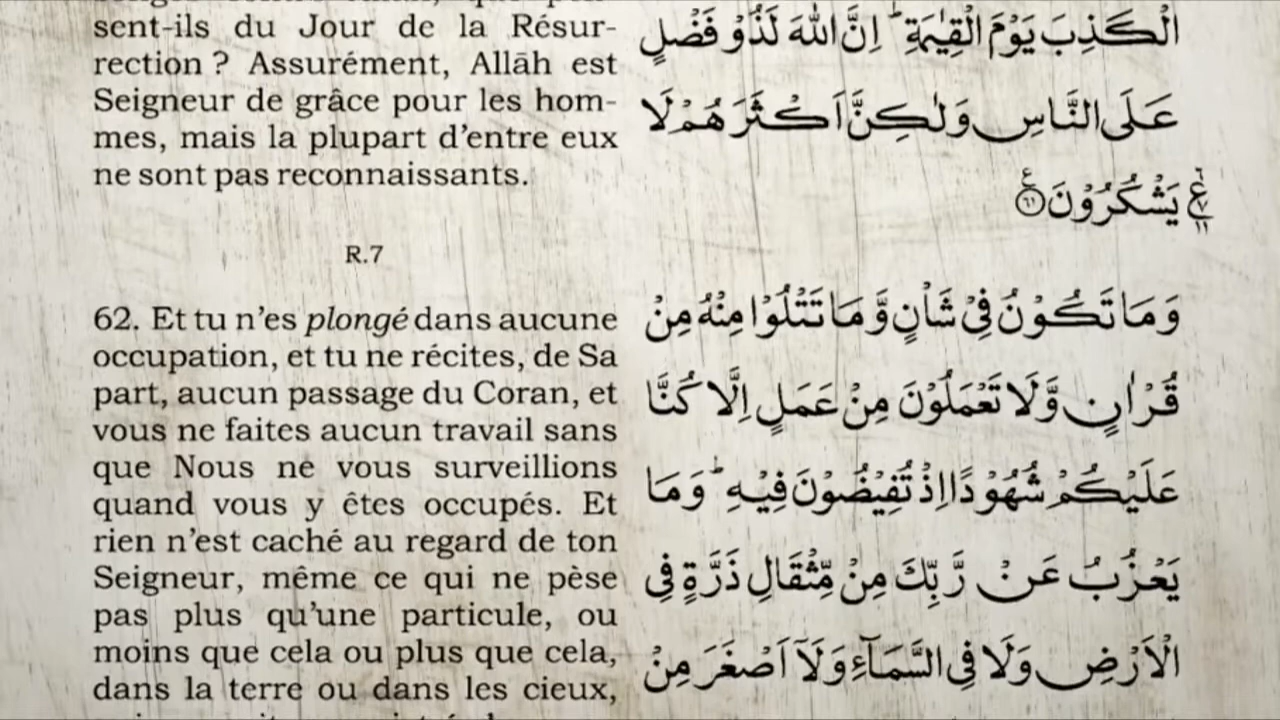 sent-ils du Jour de la Résur-
rection ? Assurément, Allāh est
Seigneur de grâce pour les hom-
mes, mais la plupart d’entre eux
ne sont pas reconnaissants.
R.7
62. Et tu n’es plongé dans aucune
occupation, et tu ne récites, de Sa
part, aucun passage du Coran, et
vous ne faites aucun travail sans
que Nous ne vous surveillions
quand vous y êtes occupés. Et
rien n’est caché au regard de ton
Seigneur, même ce qui ne pèse
pas plus qu’une particule, ou
moins que cela ou plus que cela,
dans la terre ou dans les cieux,
الْكَذِبَ يَوْمَ الْقِيٰمَةِ ؕ اِنَّ اللّٰهَ لَذُوْ فَضْلٍ
عَلَى النَّاسِ وَلٰكِنَّ اَكْثَرَهُمْ لَا
يَشْكُرُوْنَ ۶۱
وَمَا تَكُوْنُ فِيْ شَاْنٍ وَّمَا تَتْلُوْا مِنْهُ مِنْ
قُرْاٰنٍ وَّلَا تَعْمَلُوْنَ مِنْ عَمَلٍ اِلَّا كُنَّا
عَلَيْكُمْ شُهُوْدًا اِذْ تُفِيْضُوْنَ فِيْهِ ؕ وَمَا
يَعْزُبُ عَنْ رَّبِّكَ مِنْ مِّثْقَالِ ذَرَّةٍ فِي
الْاَرْضِ وَلَا فِي السَّمَآءِ وَلَاۤ اَصْغَرَ مِنْ